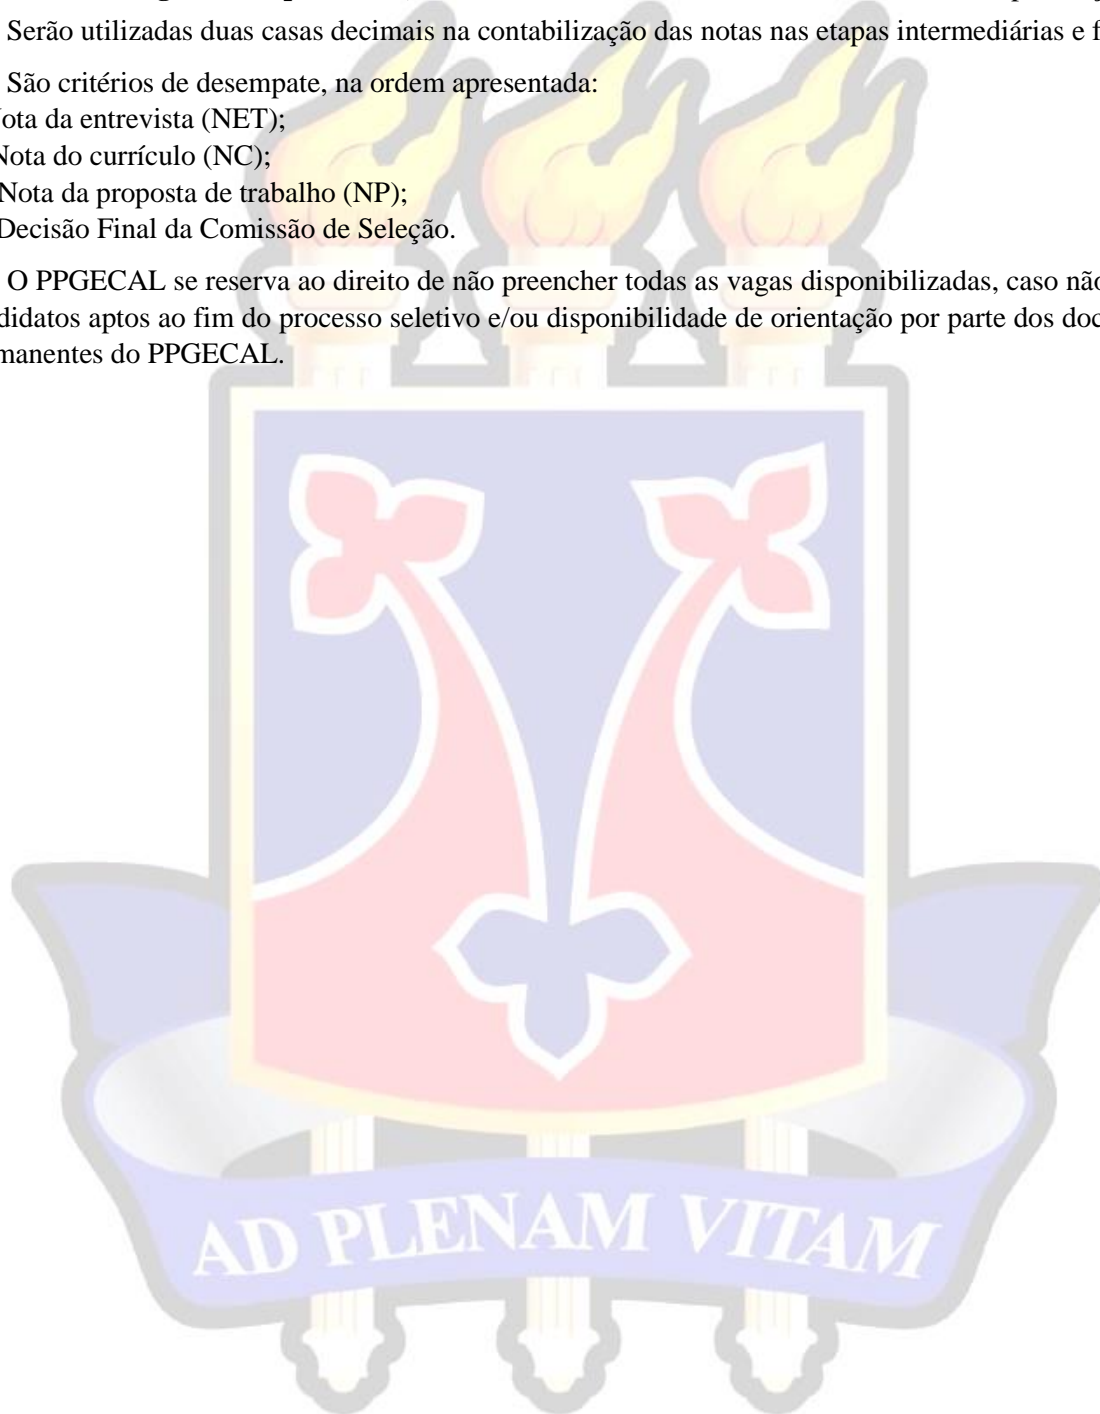 Serão utilizadas duas casas decimais na contabilização das notas nas etapas intermediárias e f
São critérios de desempate, na ordem apresentada:
ota da entrevista (NET);
Nota do currículo (NC);
Nota da proposta de trabalho (NP);
Decisão Final da Comissão de Seleção.
O PPGECAL se reserva ao direito de não preencher todas as vagas disponibilizadas, caso não
didatos aptos ao fim do processo seletivo e/ou disponibilidade de orientação por parte dos doc
manentes do PPGECAL.
AD PLENAM VITAM